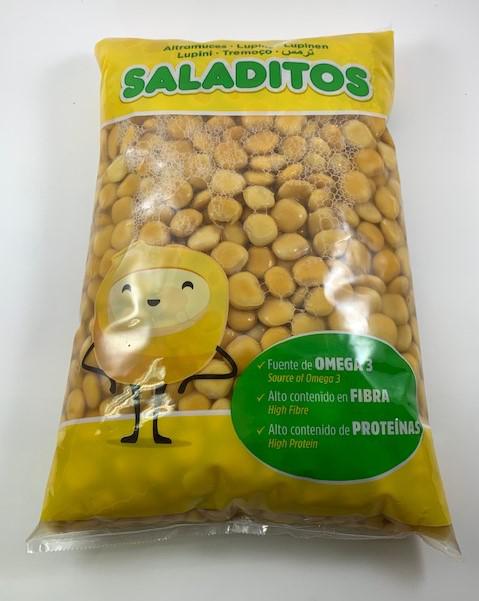 Altramuces · Lupins · Lupinen
Lupini · Tremoço · ترمس
SALADITOS
✓ Fuente de OMEGA 3
Source of Omega 3
✓ Alto contenido en FIBRA
High Fibre
✓ Alto contenido de PROTEÍNAS
High Protein